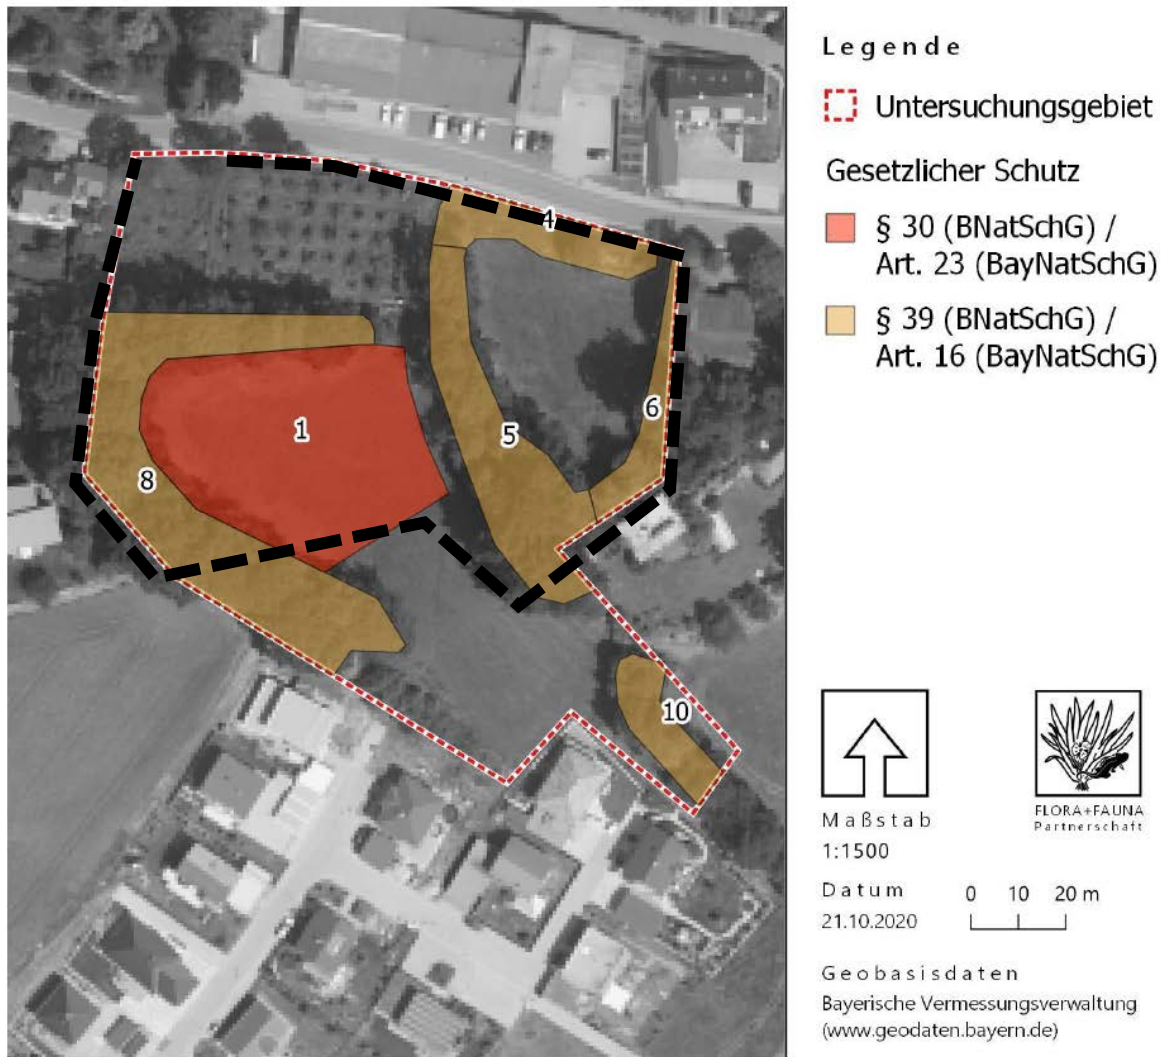 4
6
1
5
8
10
Legende
Untersuchungsgebiet
Gesetzlicher Schutz
§ 30 (BNatSchG) /
Art. 23 (BayNatSchG)
§ 39 (BNatSchG) /
Art. 16 (BayNatSchG)
FLORA+FAUNA
Partnerschaft
Maßstab
1:1500
Datum
21.10.2020
0 10 20 m
Geobasisdaten
Bayerische Vermessungsverwaltung
(www.geodaten.bayern.de)